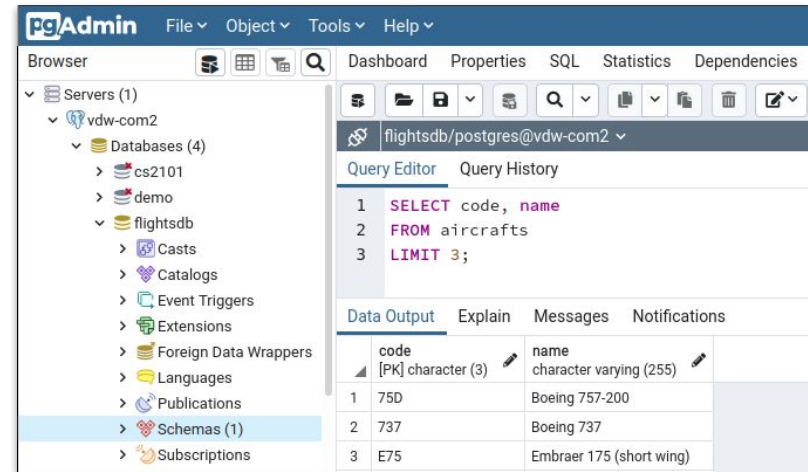 pgAdmin File Object Tools Help
Browser
Dashboard Properties SQL Statistics Dependencies
Servers (1)
vdw-com2
Databases (4)
cs2101
demo
flightsdb
Casts
Catalogs
Event Triggers
Extensions
Foreign Data Wrappers
Languages
Publications
Schemas (1)
Subscriptions
flightsdb/postgres@vdw-com2
Query Editor Query History
1 SELECT code, name
2 FROM aircrafts
3 LIMIT 3;
Data Output Explain Messages Notifications
code name
[PK] character (3) character varying (255)
1 75D Boeing 757-200
2 737 Boeing 737
3 E75 Embraer 175 (short wing)